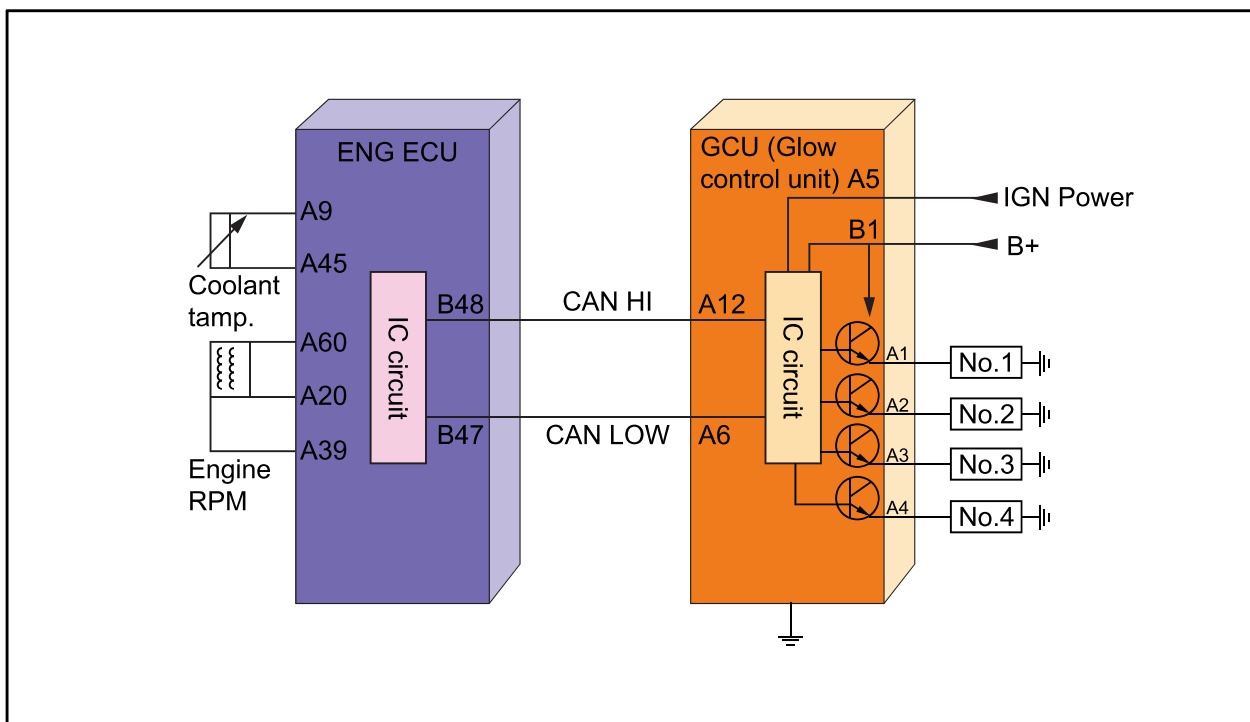 ENG ECU
A9
A45
Coolant
tamp.
A60
A20
A39
Engine
RPM
IC circuit
B48
B47
CAN HI
CAN LOW
GCU (Glow
control unit) A5
IGN Power
B1
B+
A12
A6
IC circuit
A1
No.1
A2
No.2
A3
No.3
A4
No.4